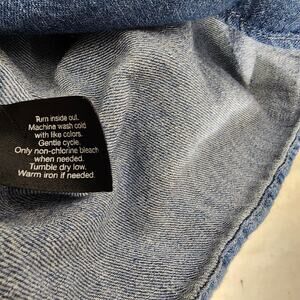 Turn inside out.
Machine wash cold
with like colors.
Gentle cycle.
Only non-chlorine bleach
when needed.
Tumble dry low.
Warm iron if needed.